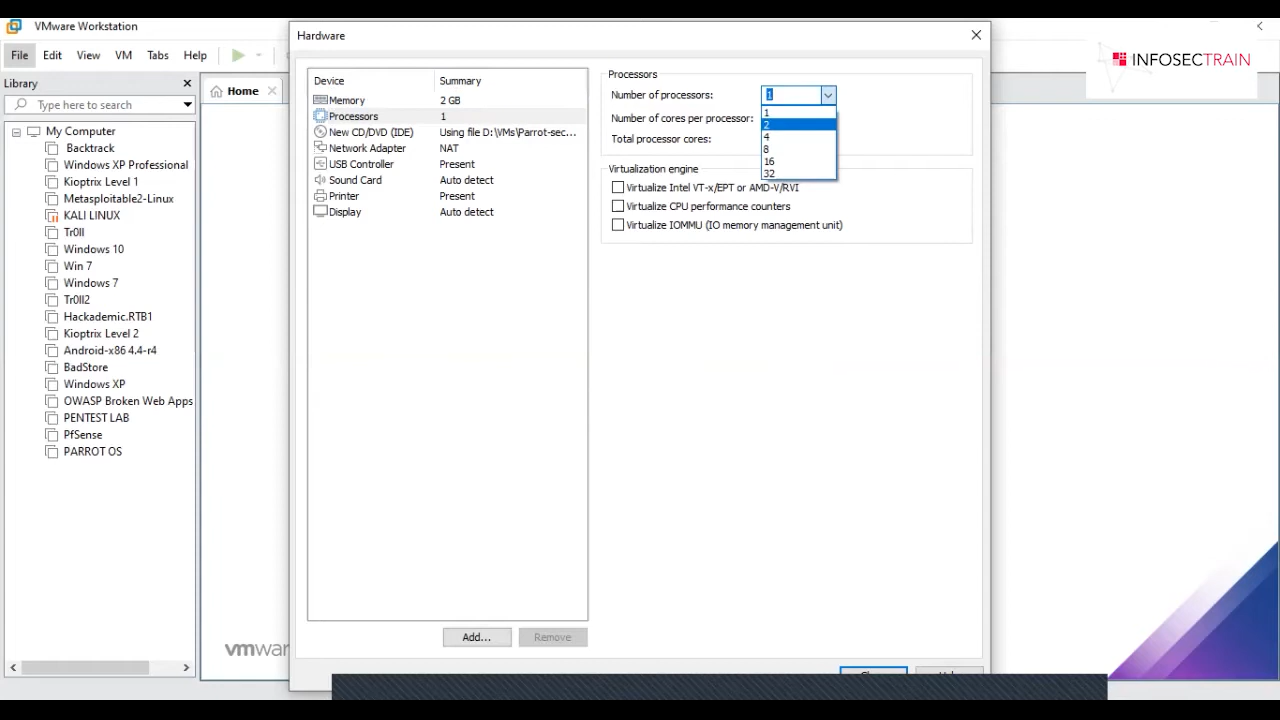 VMware Workstation
File Edit View VM Tabs Help
INFOSECTRAIN
Library
Type here to search
My Computer
Backtrack
Windows XP Professional
Kioptrix Level 1
Metasploitable2-Linux
KALI LINUX
Tr0ll
Windows 10
Win 7
Windows 7
Tr0ll2
Hackademic.RTB1
Kioptrix Level 2
Android-x86 4.4-r4
BadStore
Windows XP
OWASP Broken Web Apps
PENTEST LAB
PfSense
PARROT OS
Home
Hardware
Device Summary
Memory 2 GB
Processors 1
New CD/DVD (IDE) Using file D:\VMs\Parrot-sec...
Network Adapter NAT
USB Controller Present
Sound Card Auto detect
Printer Present
Display Auto detect
Add... Remove
Processors
Number of processors: 1
Number of cores per processor:
Total processor cores:
1
2
4
8
16
32
Virtualization engine
Virtualize Intel VT-x/EPT or AMD-V/RVI
Virtualize CPU performance counters
Virtualize IOMMU (IO memory management unit)